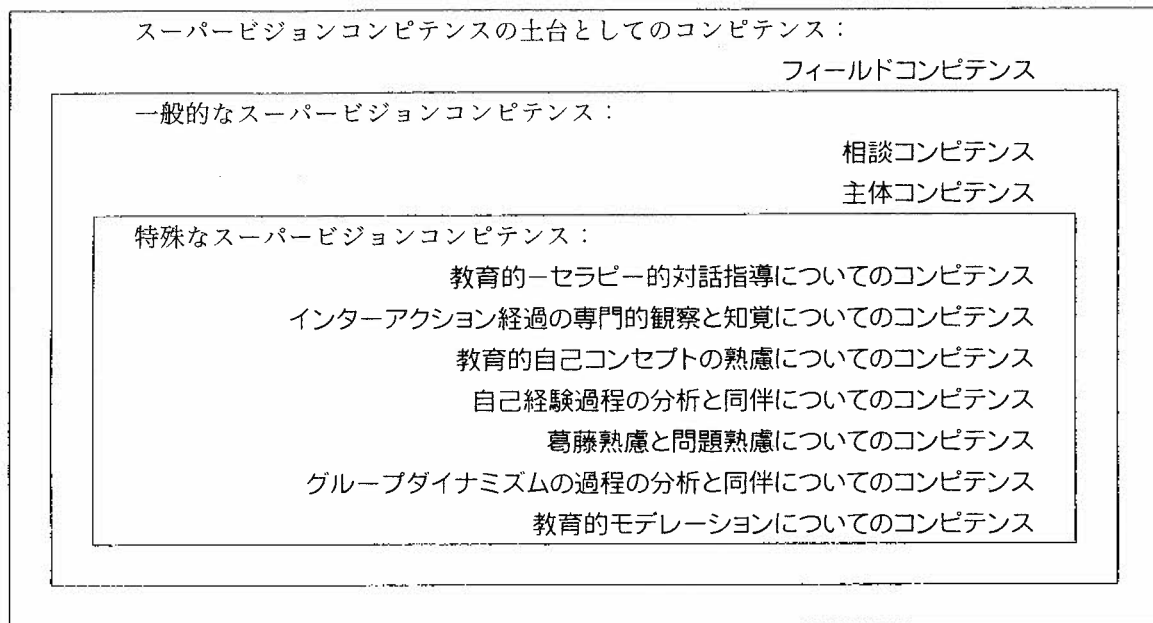 スーパービジョンコンピテンスの土台としてのコンピテンス：
フィールドコンピテンス
一般的なスーパービジョンコンピテンス：
相談コンピテンス
主体コンピテンス
特殊なスーパービジョンコンピテンス：
教育的－セラピー的対話指導についてのコンピテンス
インターアクション経過の専門的観察と知覚についてのコンピテンス
教育的自己コンセプトの熟慮についてのコンピテンス
自己経験過程の分析と同伴についてのコンピテンス
葛藤熟慮と問題熟慮についてのコンピテンス
グループダイナミズムの過程の分析と同伴についてのコンピテンス
教育的モデレーションについてのコンピテンス